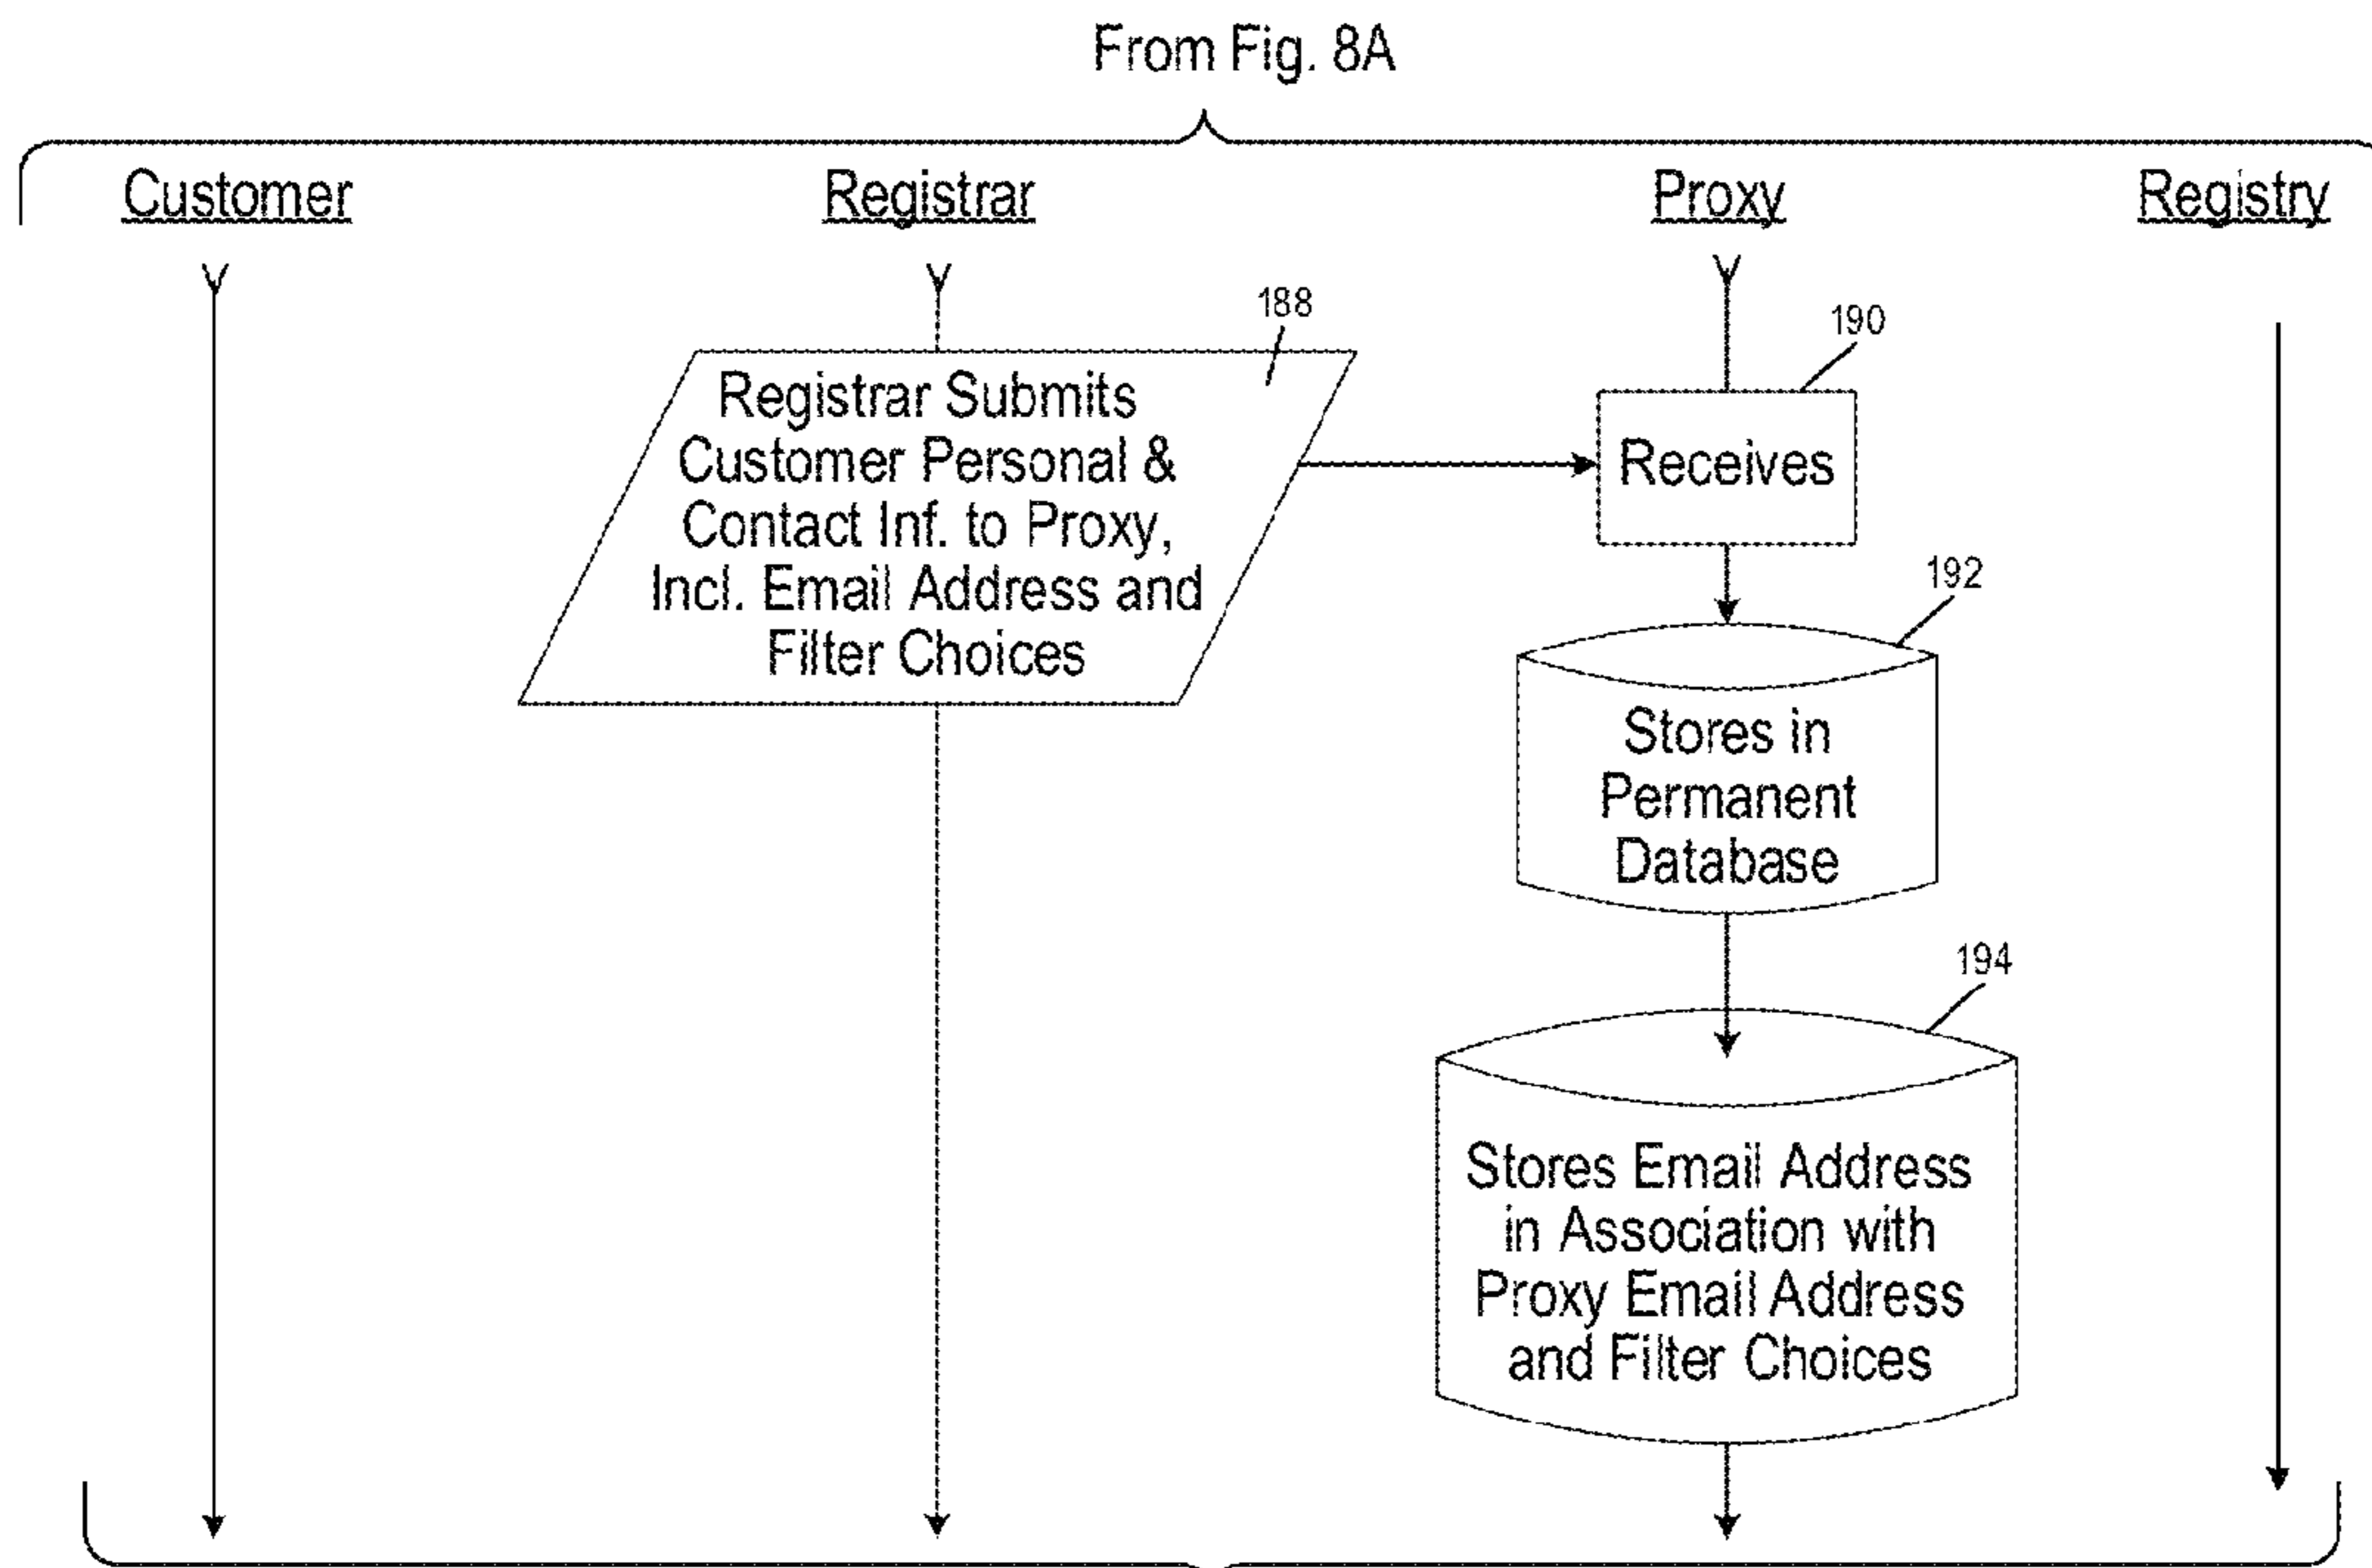 From Fig. 8A
Customer
Registrar
Proxy
Registry
188
190
Registrar Submits
Customer Personal &
Contact Inf. to Proxy,
Incl. Email Address and
Filter Choices
Receives
192
Stores in
Permanent
Database
194
Stores Email Address
in Association with
Proxy Email Address
and Filter Choices